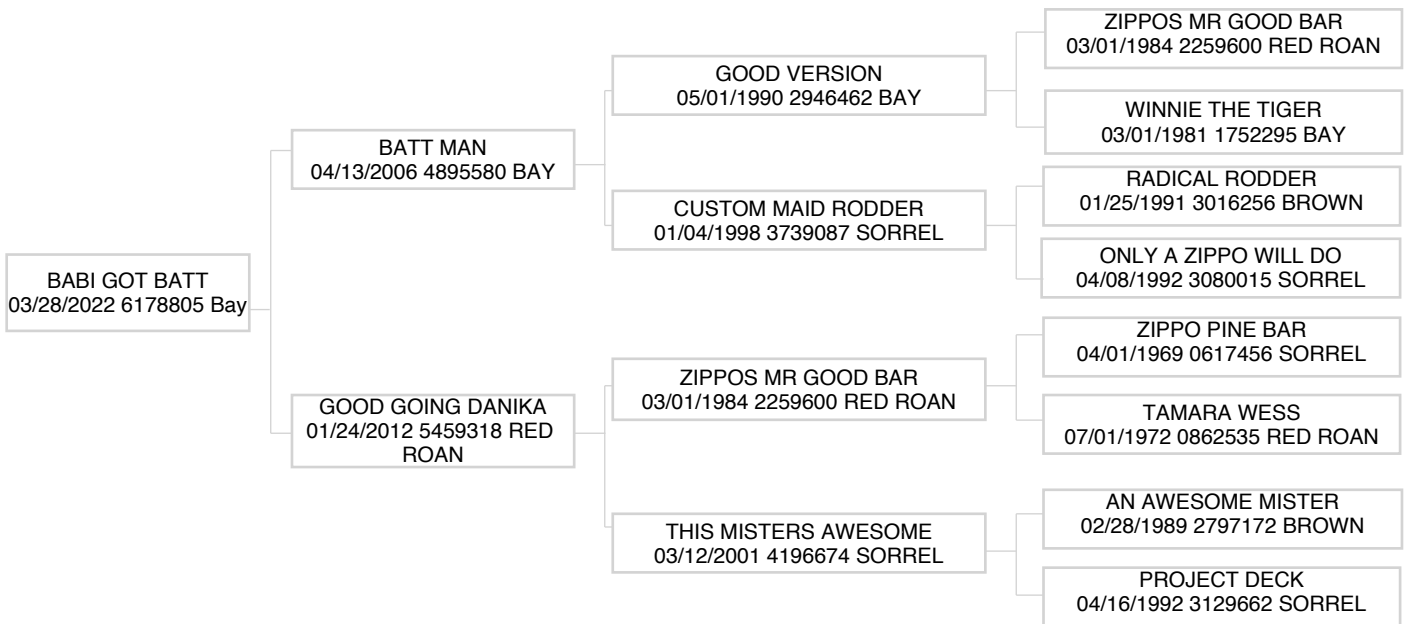 ZIPPOS MR GOOD BAR
03/01/1984 2259600 RED ROAN
GOOD VERSION
05/01/1990 2946462 BAY
WINNIE THE TIGER
03/01/1981 1752295 BAY
BATT MAN
04/13/2006 4895580 BAY
RADICAL RODDER
01/25/1991 3016256 BROWN
CUSTOM MAID RODDER
01/04/1998 3739087 SORREL
ONLY A ZIPPO WILL DO
04/08/1992 3080015 SORREL
BABI GOT BATT
03/28/2022 6178805 Bay
ZIPPO PINE BAR
04/01/1969 0617456 SORREL
ZIPPOS MR GOOD BAR
03/01/1984 2259600 RED ROAN
GOOD GOING DANIKA
01/24/2012 5459318 RED
ROAN
TAMARA WESS
07/01/1972 0862535 RED ROAN
AN AWESOME MISTER
02/28/1989 2797172 BROWN
THIS MISTERS AWESOME
03/12/2001 4196674 SORREL
PROJECT DECK
04/16/1992 3129662 SORREL